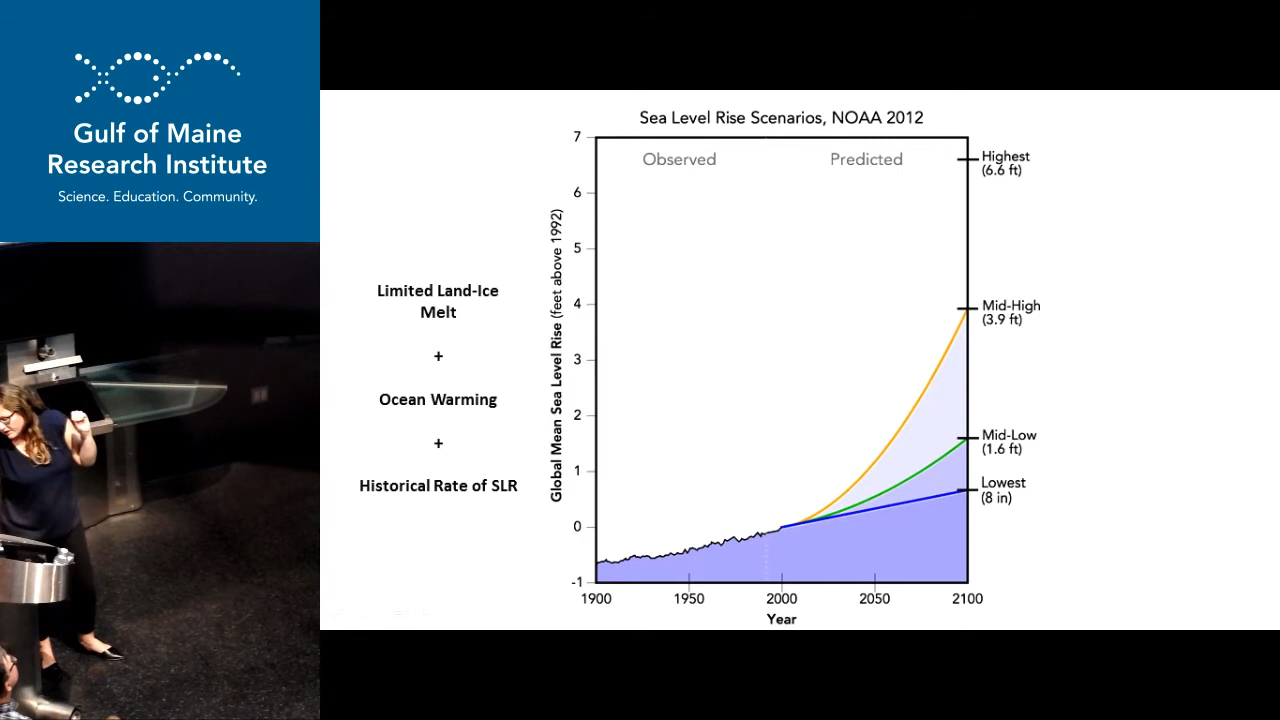 Gulf of Maine
Research Institute
Science. Education. Community.
Limited Land-Ice
Melt
+
Ocean Warming
+
Historical Rate of SLR
Sea Level Rise Scenarios, NOAA 2012
Observed
Predicted
Global Mean Sea Level Rise (feet above 1992)
7
6
5
4
3
2
1
0
-1
1900
1950
2000
2050
2100
Year
Highest
(6.6 ft)
Mid-High
(3.9 ft)
Mid-Low
(1.6 ft)
Lowest
(8 in)